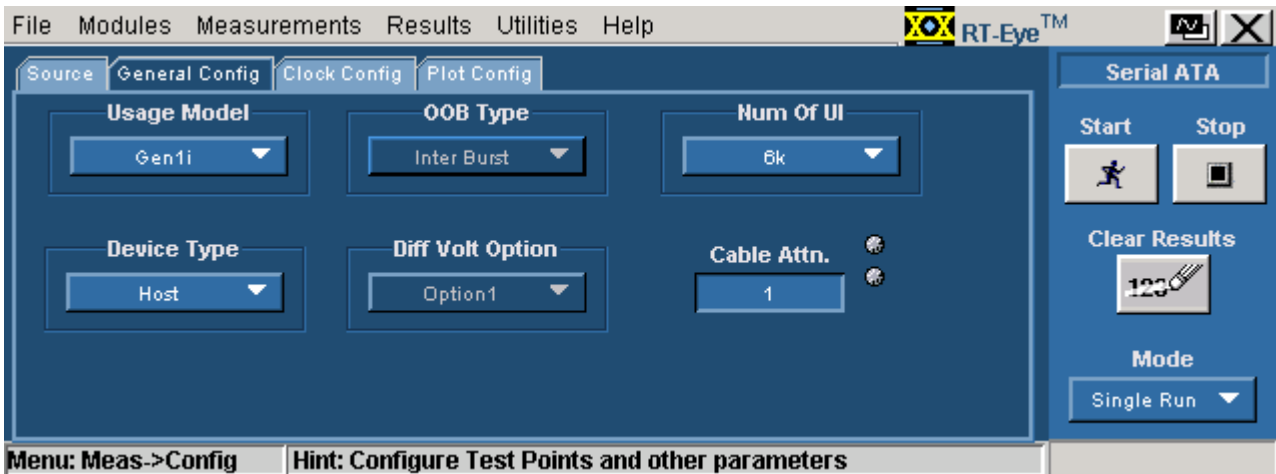 File Modules Measurements Results Utilities Help
RT-Eye™
Source General Config Clock Config Plot Config
Serial ATA
Usage Model
OOB Type
Num Of UI
Gen1i
Inter Burst
6k
Start Stop
Device Type
Diff Volt Option
Cable Attn.
Host
Option1
1
Clear Results
123
Mode
Single Run
Menu: Meas->Config
Hint: Configure Test Points and other parameters